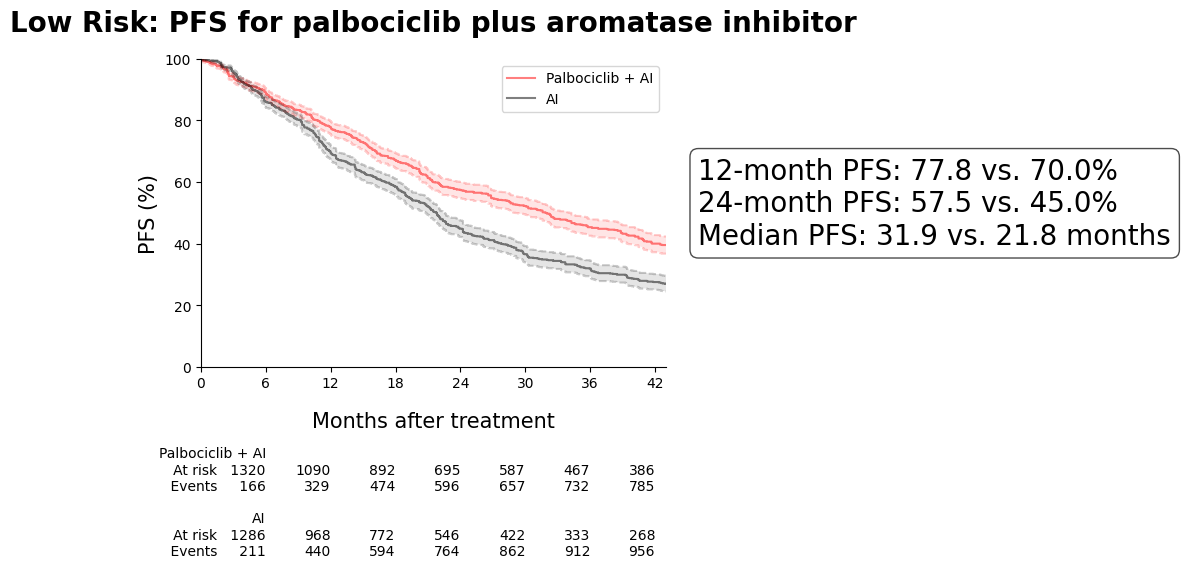 Low Risk: PFS for palbociclib plus aromatase inhibitor
100
80
60
40
20
0
PFS (%)
Palbociclib + AI
AI
12-month PFS: 77.8 vs. 70.0%
24-month PFS: 57.5 vs. 45.0%
Median PFS: 31.9 vs. 21.8 months
0 6 12 18 24 30 36 42
Months after treatment
Palbociclib + AI
At risk 1320 1090 892 695 587 467 386
Events 166 329 474 596 657 732 785
AI
At risk 1286 968 772 546 422 333 268
Events 211 440 594 764 862 912 956